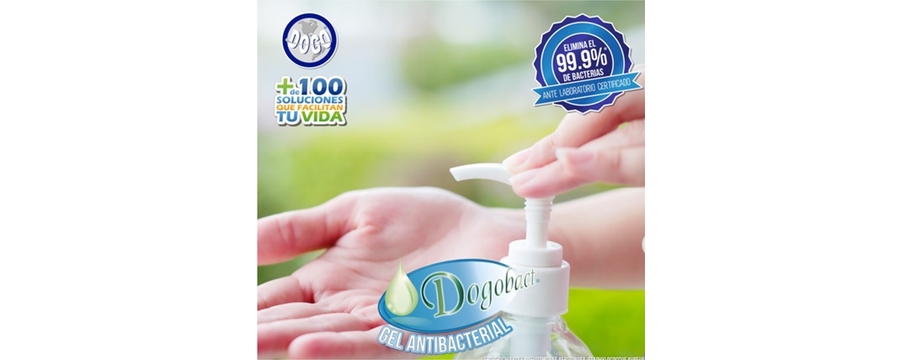 DOGO
+ de 100
SOLUCIONES
QUE FACILITAN
TU VIDA
ELIMINA EL
99.9%*
DE BACTERIAS
ANTE LABORATORIO CERTIFICADO
Dogobact
GEL ANTIBACTERIAL